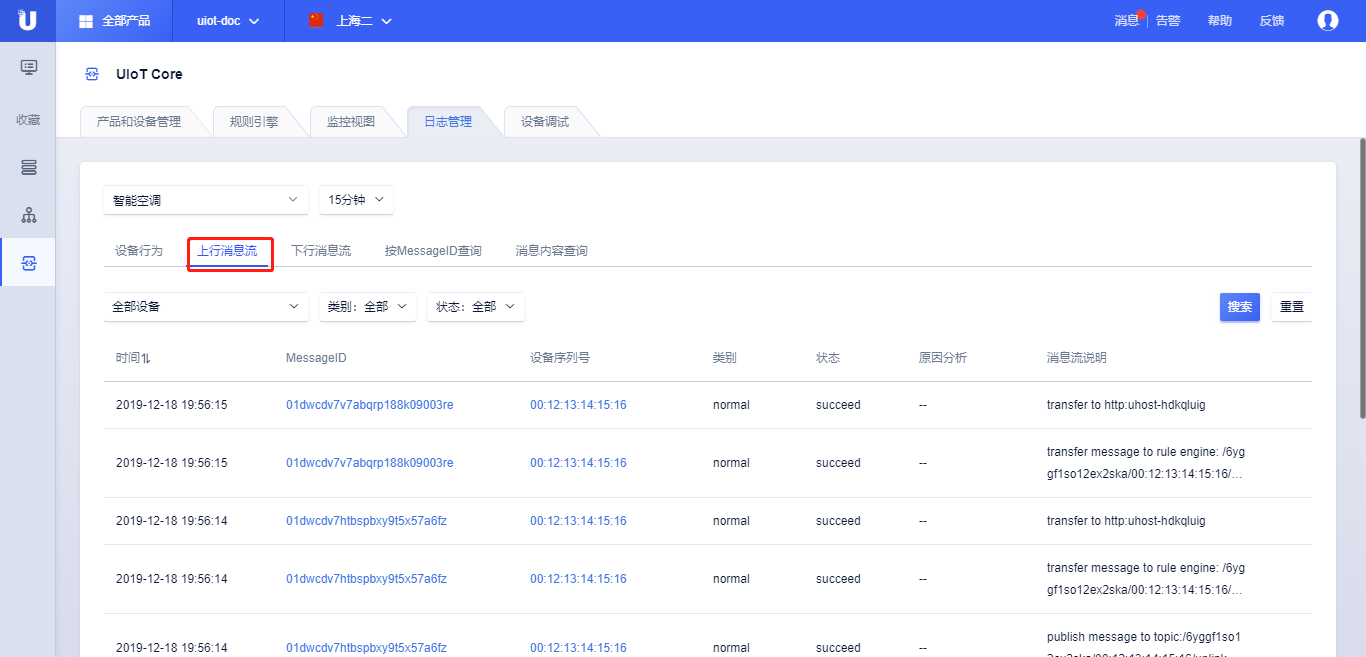 全部产品 uiot-doc 上海二 消息 告警 帮助 反馈
UIoT Core
收藏
产品和设备管理 规则引擎 监控视图 日志管理 设备调试
智能空调 15分钟
设备行为 上行消息流 下行消息流 按MessageID查询 消息内容查询
全部设备 类别：全部 状态：全部 搜索 重置
时间 MessageID 设备序列号 类别 状态 原因分析 消息流说明
2019-12-18 19:56:15 01dwcdv7v7abqrp188k09003re 00:12:13:14:15:16 normal succeed -- transfer to http:uhost-hdkqluig
2019-12-18 19:56:15 01dwcdv7v7abqrp188k09003re 00:12:13:14:15:16 normal succeed -- transfer message to rule engine: /6yg
gf1so12ex2ska/00:12:13:14:15:16/...
2019-12-18 19:56:14 01dwcdv7htbspbxy9t5x57a6fz 00:12:13:14:15:16 normal succeed -- transfer to http:uhost-hdkqluig
2019-12-18 19:56:14 01dwcdv7htbspbxy9t5x57a6fz 00:12:13:14:15:16 normal succeed -- transfer message to rule engine: /6yg
gf1so12ex2ska/00:12:13:14:15:16/...
2019-12-18 19:56:14 01dwcdv7htbspbxy9t5x57a6fz 00:12:13:14:15:16 normal succeed -- publish message to topic:/6yggf1so1